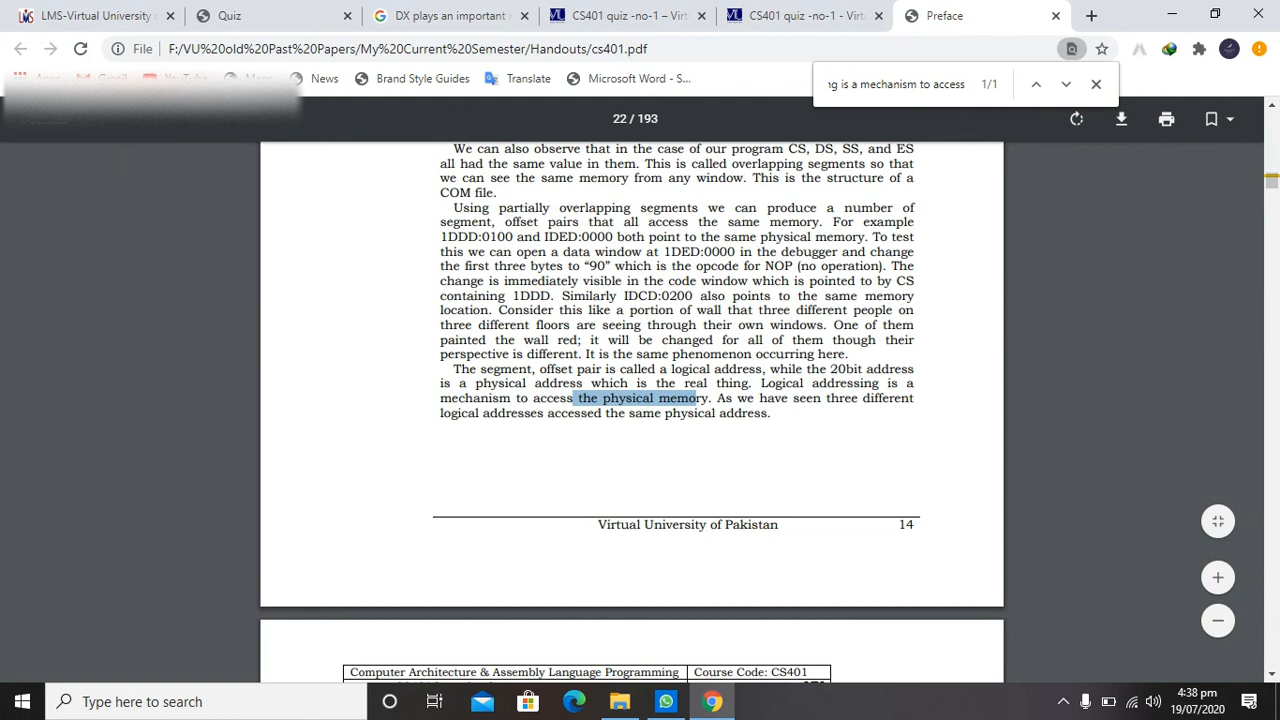 LMS-Virtual University of
Quiz
DX plays an important r
CS401 quiz -no-1 – Virtu
CS401 quiz -no-1 - Virtu
Preface
File F:/VU%20old%20Past%20Papers/My%20Current%20Semester/Handouts/cs401.pdf
News
Brand Style Guides
Translate
Microsoft Word - S...
ng is a mechanism to access 1/1
22 / 193
We can also observe that in the case of our program CS, DS, SS, and ES
all had the same value in them. This is called overlapping segments so that
we can see the same memory from any window. This is the structure of a
COM file.
Using partially overlapping segments we can produce a number of
segment, offset pairs that all access the same memory. For example
1DDD:0100 and IDED:0000 both point to the same physical memory. To test
this we can open a data window at 1DED:0000 in the debugger and change
the first three bytes to “90” which is the opcode for NOP (no operation). The
change is immediately visible in the code window which is pointed to by CS
containing 1DDD. Similarly IDCD:0200 also points to the same memory
location. Consider this like a portion of wall that three different people on
three different floors are seeing through their own windows. One of them
painted the wall red; it will be changed for all of them though their
perspective is different. It is the same phenomenon occurring here.
The segment, offset pair is called a logical address, while the 20bit address
is a physical address which is the real thing. Logical addressing is a
mechanism to access the physical memory. As we have seen three different
logical addresses accessed the same physical address.
Virtual University of Pakistan 14
Computer Architecture & Assembly Language Programming Course Code: CS401
Type here to search
4:38 pm
19/07/2020